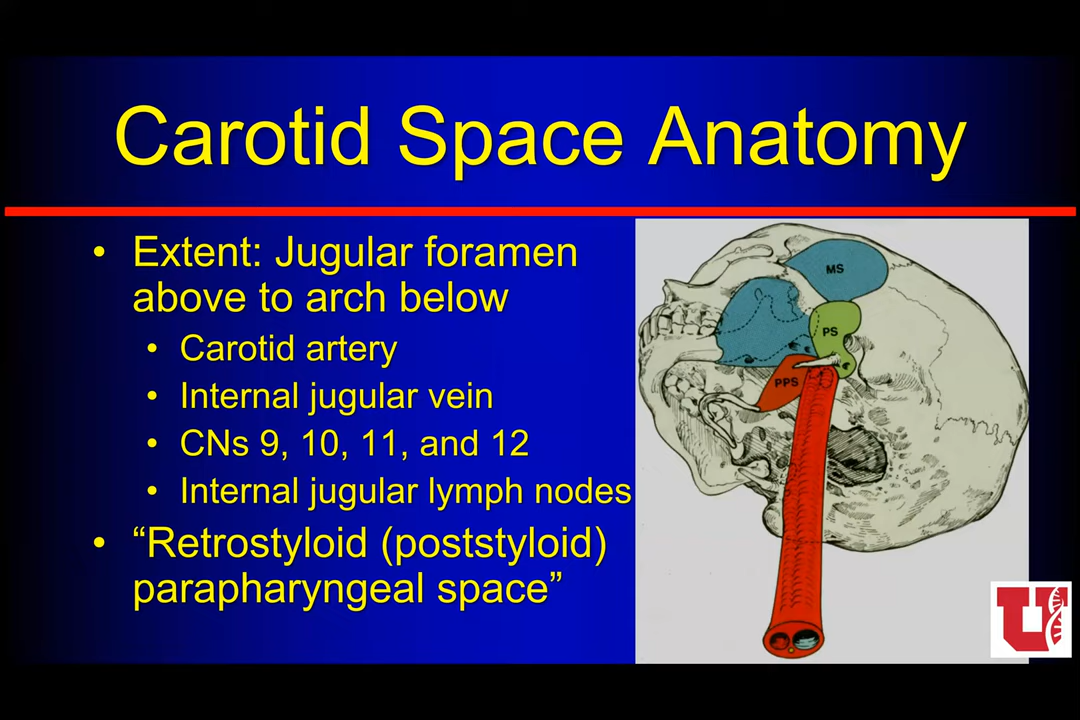 Carotid Space Anatomy
• Extent: Jugular foramen
above to arch below
• Carotid artery
• Internal jugular vein
• CNs 9, 10, 11, and 12
• Internal jugular lymph nodes
• “Retrostyloid (poststyloid)
parapharyngeal space”
MS
PS
PPS
U